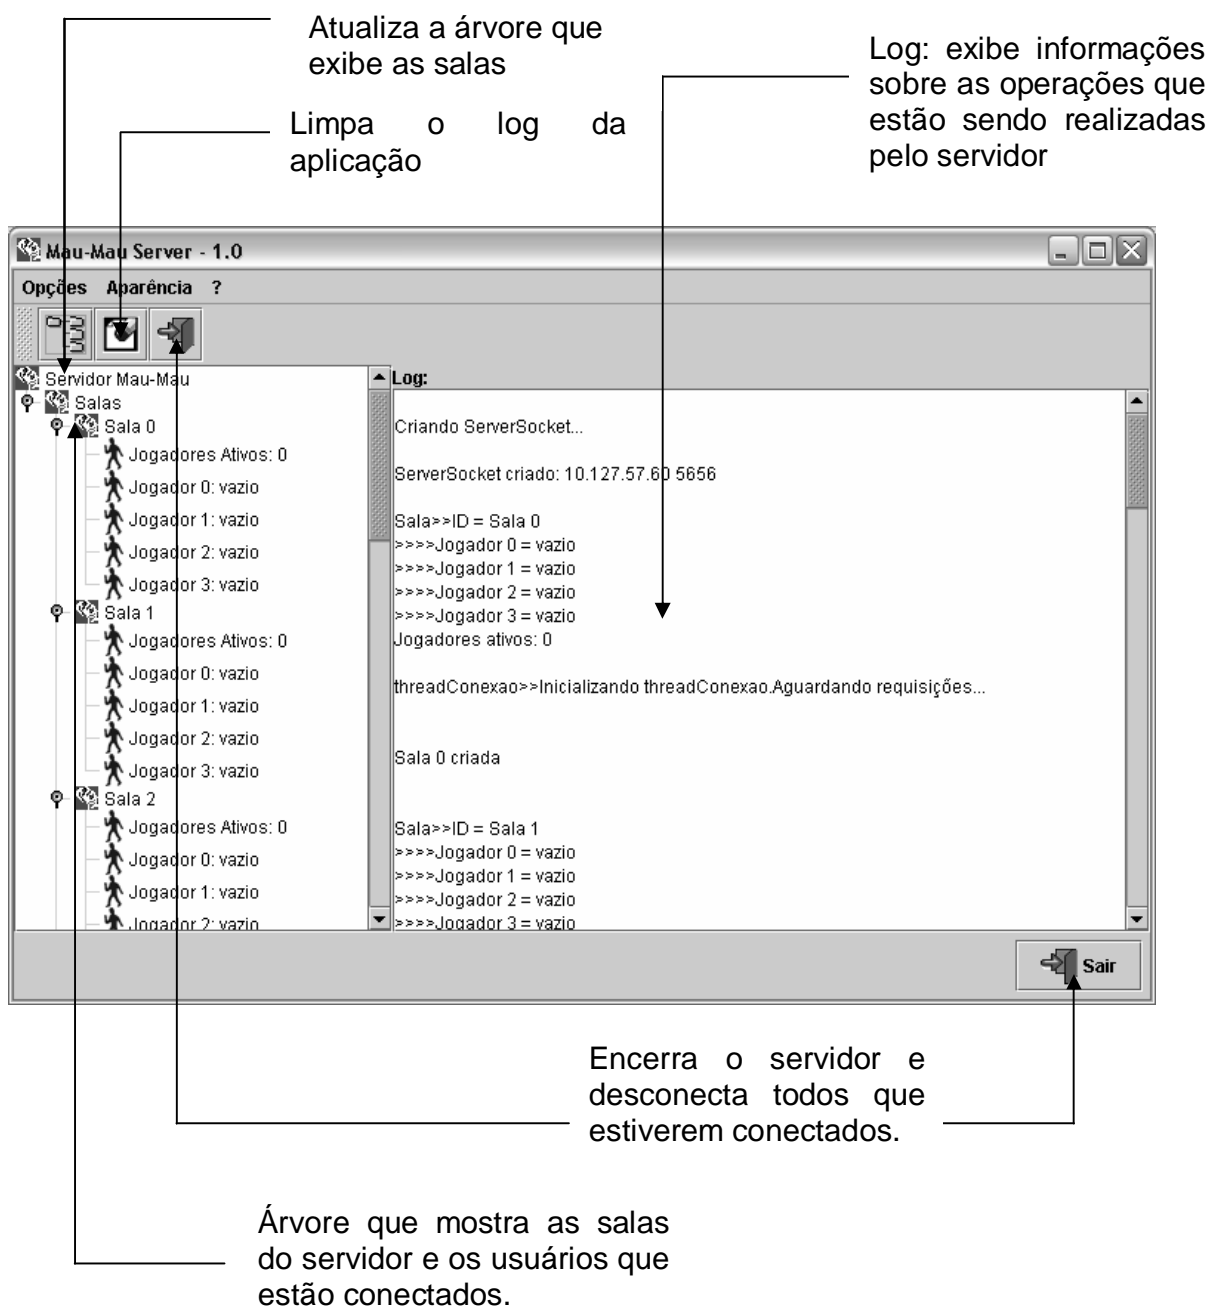 Atualiza a árvore que
exibe as salas
Log: exibe informações
sobre as operações que
estão sendo realizadas
pelo servidor
Limpa o log da
aplicação
Mau-Mau Server - 1.0
Opções Aparência ?
Servidor Mau-Mau
Salas
Sala 0
Jogadores Ativos: 0
Jogador 0: vazio
Jogador 1: vazio
Jogador 2: vazio
Jogador 3: vazio
Sala 1
Jogadores Ativos: 0
Jogador 0: vazio
Jogador 1: vazio
Jogador 2: vazio
Jogador 3: vazio
Sala 2
Jogadores Ativos: 0
Jogador 0: vazio
Jogador 1: vazio
Jogador 2: vazio
Log:
Criando ServerSocket...
ServerSocket criado: 10.127.57.60 5656
Sala>>ID = Sala 0
>>>>Jogador 0 = vazio
>>>>Jogador 1 = vazio
>>>>Jogador 2 = vazio
>>>>Jogador 3 = vazio
Jogadores ativos: 0
threadConexao>>Inicializando threadConexao.Aguardando requisições...
Sala 0 criada
Sala>>ID = Sala 1
>>>>Jogador 0 = vazio
>>>>Jogador 1 = vazio
>>>>Jogador 2 = vazio
>>>>Jogador 3 = vazio
Sair
Encerra o servidor e
desconecta todos que
estiverem conectados.
Árvore que mostra as salas
do servidor e os usuários que
estão conectados.